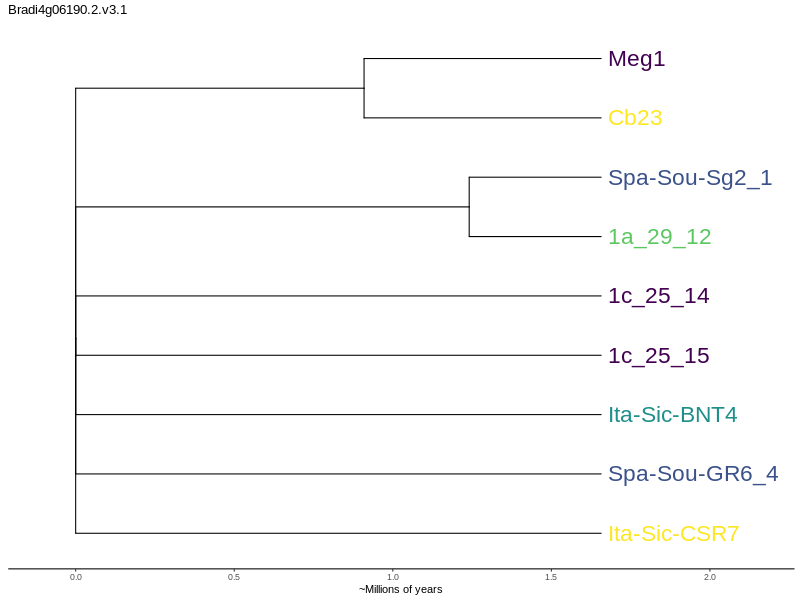 Bradi4g06190.2.v3.1
Meg1
Cb23
Spa-Sou-Sg2_1
1a_29_12
1c_25_14
1c_25_15
Ita-Sic-BNT4
Spa-Sou-GR6_4
Ita-Sic-CSR7
0.0 0.5 1.0 1.5 2.0
~Millions of years